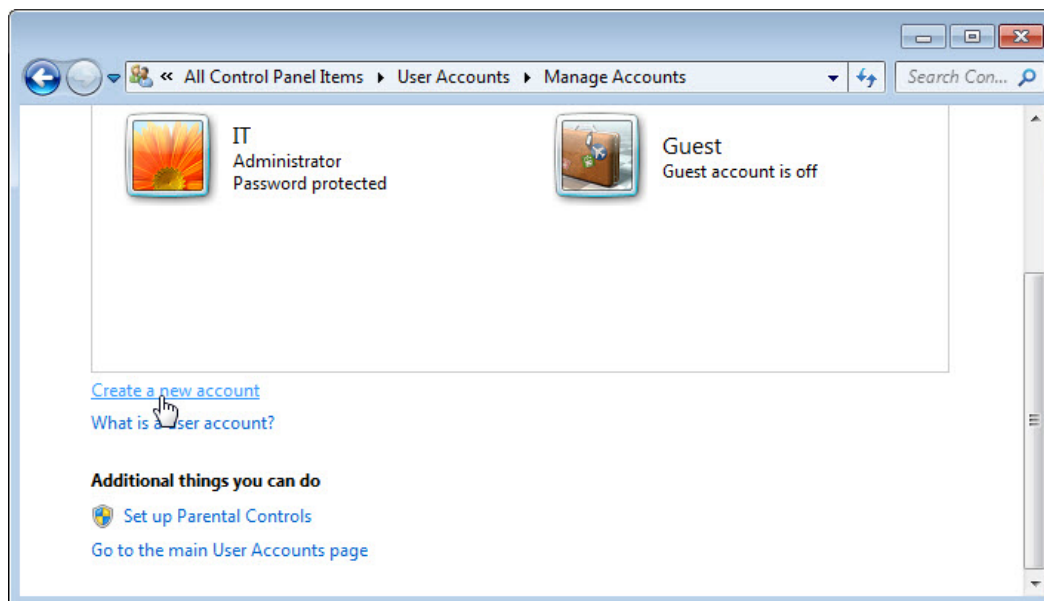 « All Control Panel Items ▸ User Accounts ▸ Manage Accounts
Search Con...
IT
Administrator
Password protected
Guest
Guest account is off
Create a new account
What is a user account?
Additional things you can do
Set up Parental Controls
Go to the main User Accounts page